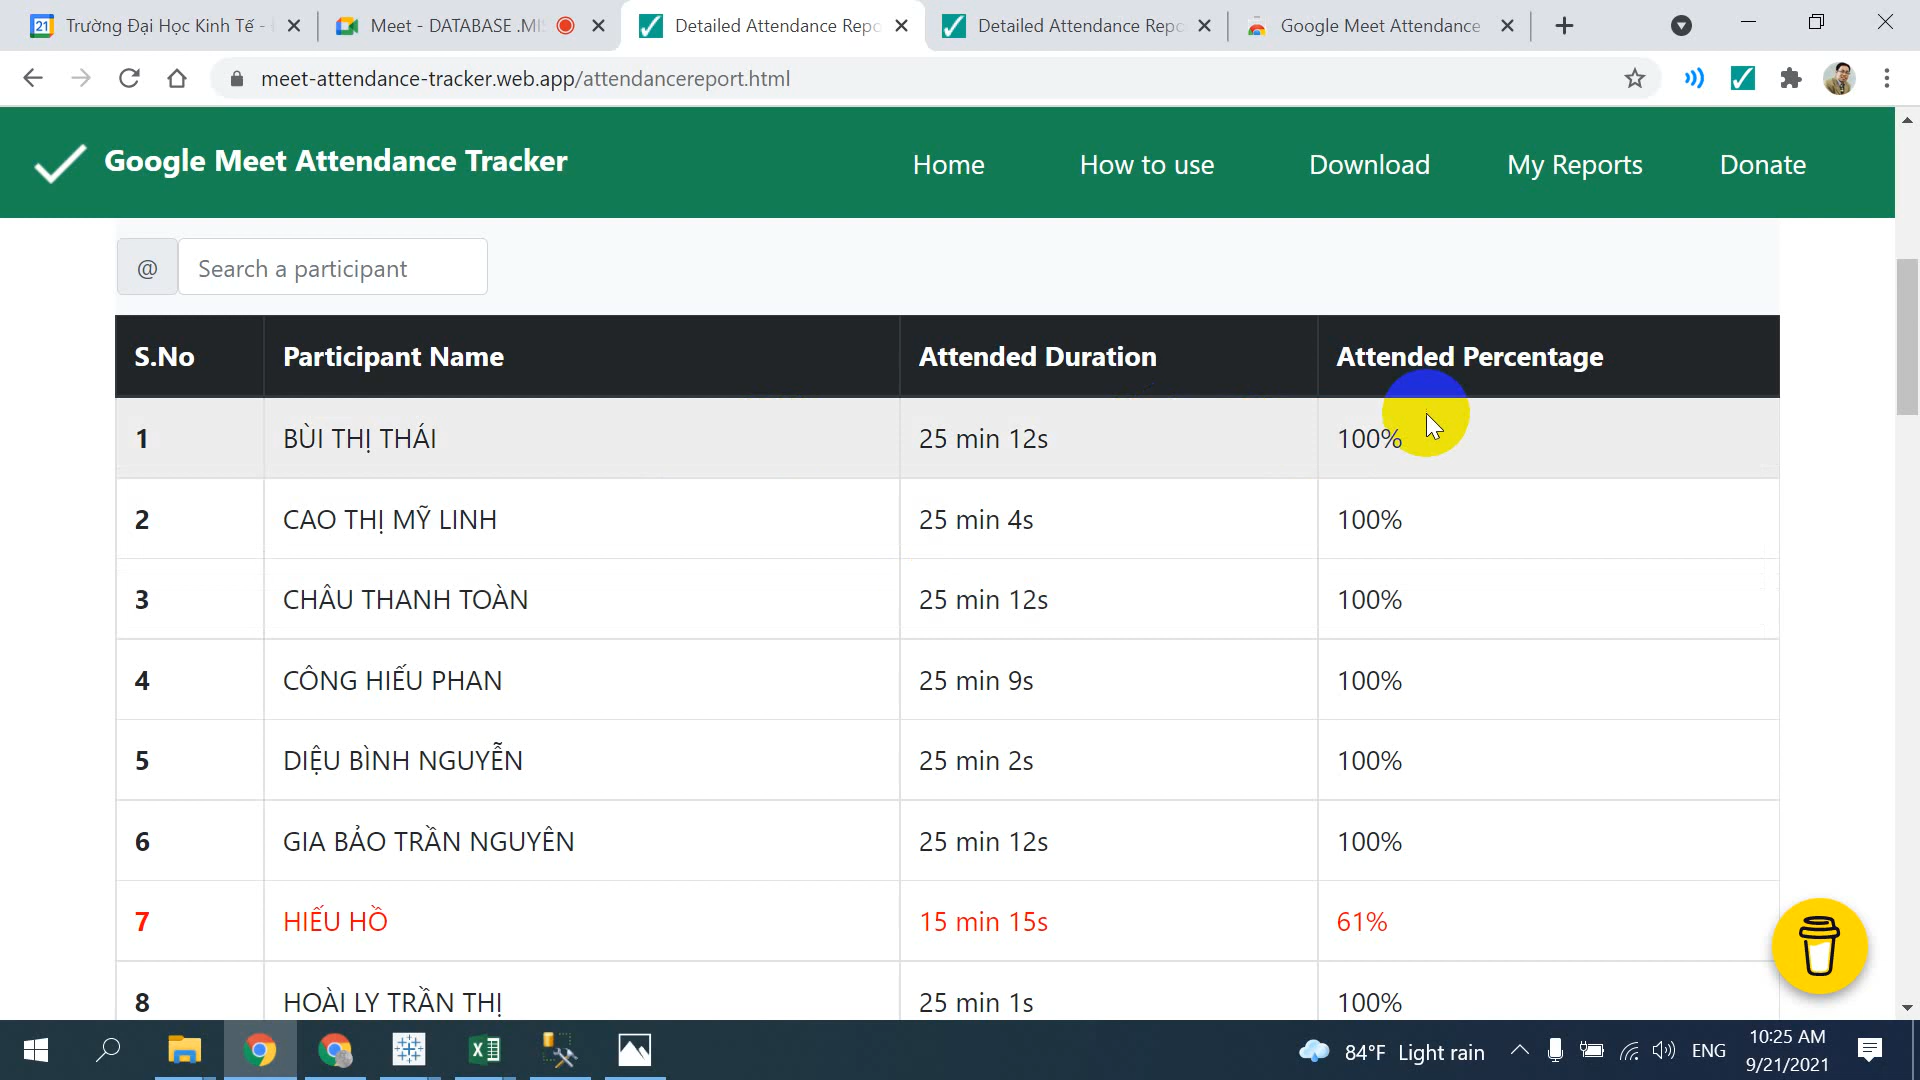 21 Trường Đại Học Kinh Tế -
Meet - DATABASE .MIS
Detailed Attendance Repo
Detailed Attendance Repo
Google Meet Attendance
meet-attendance-tracker.web.app/attendancereport.html
Google Meet Attendance Tracker
Home
How to use
Download
My Reports
Donate
@ Search a participant
S.No Participant Name Attended Duration Attended Percentage
1 BÙI THỊ THÁI 25 min 12s 100%
2 CAO THỊ MỸ LINH 25 min 4s 100%
3 CHÂU THANH TOÀN 25 min 12s 100%
4 CÔNG HIẾU PHAN 25 min 9s 100%
5 DIỆU BÌNH NGUYỄN 25 min 2s 100%
6 GIA BẢO TRẦN NGUYÊN 25 min 12s 100%
7 HIẾU HỒ 15 min 15s 61%
8 HOÀI LY TRẦN THỊ 25 min 1s 100%
84°F Light rain
ENG
10:25 AM
9/21/2021